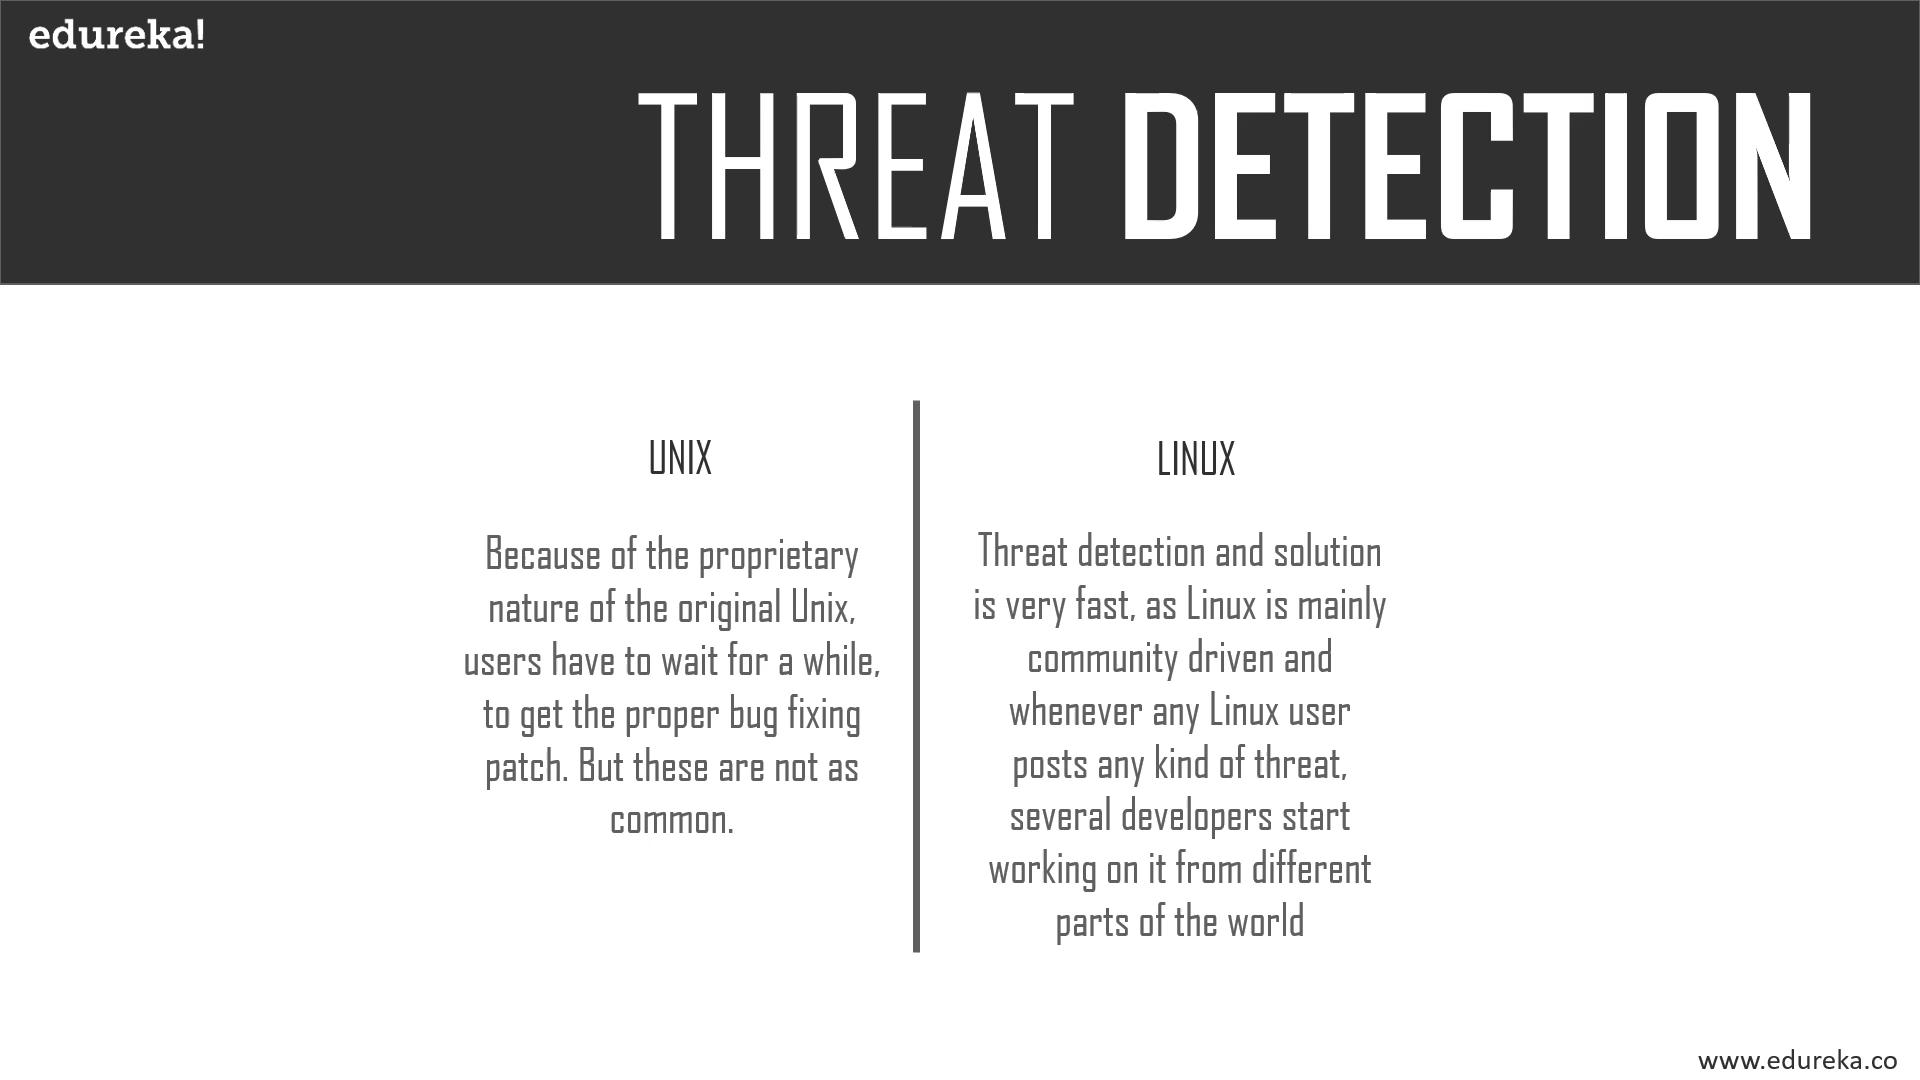 edureka!
THREAT DETECTION
UNIX
Because of the proprietary
nature of the original Unix,
users have to wait for a while,
to get the proper bug fixing
patch. But these are not as
common.
LINUX
Threat detection and solution
is very fast, as Linux is mainly
community driven and
whenever any Linux user
posts any kind of threat,
several developers start
working on it from different
parts of the world
www.edureka.co